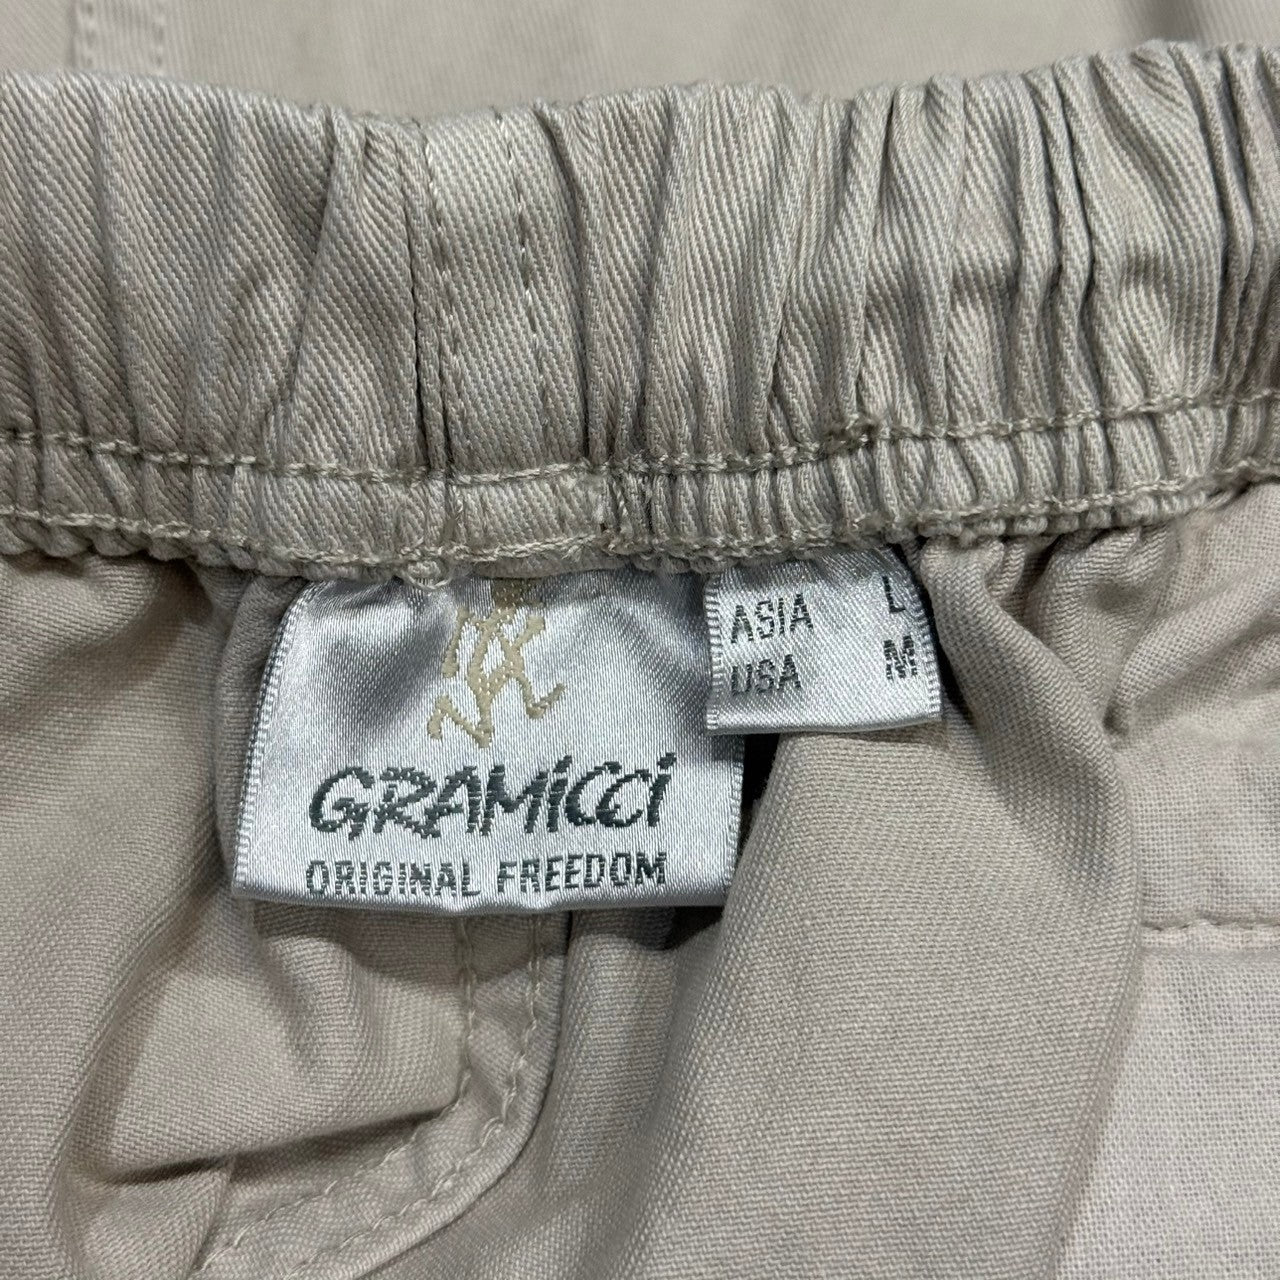 GRAMiCCi
ORIGINAL FREEDOM
ASIA L
USA M